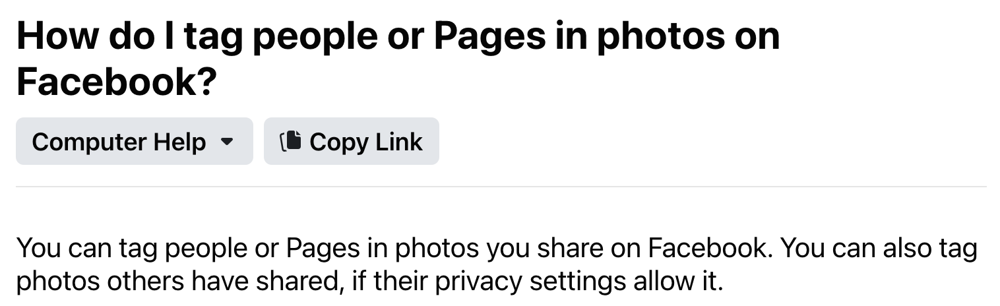 How do I tag people or Pages in photos on
Facebook?
Computer Help
Copy Link
You can tag people or Pages in photos you share on Facebook. You can also tag
photos others have shared, if their privacy settings allow it.